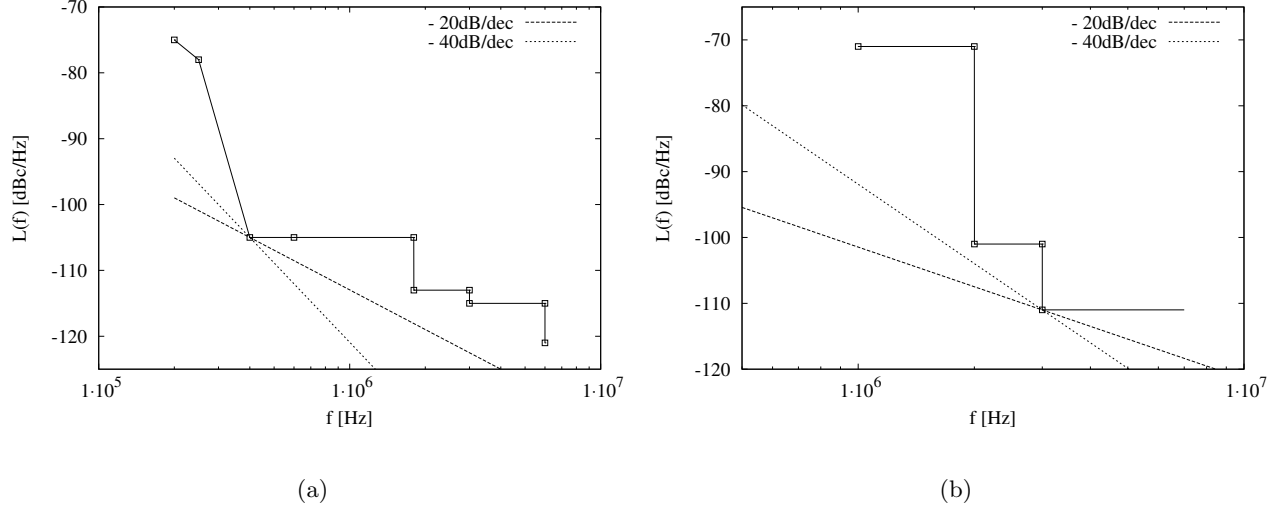 -70
-80
-90
-100
-110
-120
L(f) [dBc/Hz]
1·10^5
1·10^6
1·10^7
f [Hz]
- 20dB/dec
- 40dB/dec
(a)
-70
-80
-90
-100
-110
-120
L(f) [dBc/Hz]
1·10^6
1·10^7
f [Hz]
- 20dB/dec
- 40dB/dec
(b)